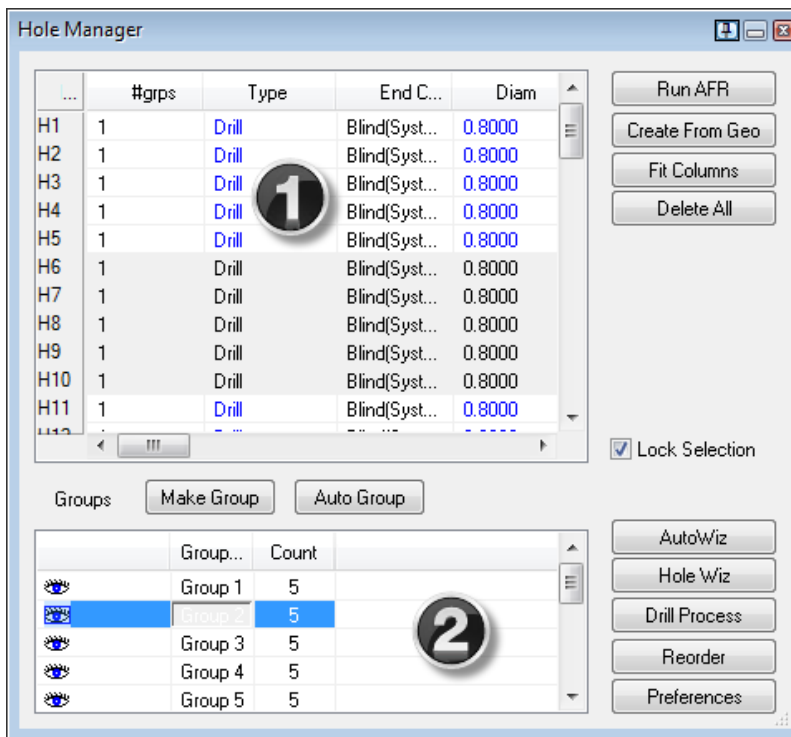 Hole Manager
... #grps Type End C... Diam
H1 1 Drill Blind(Syst... 0.8000
H2 1 Drill Blind(Syst... 0.8000
H3 1 Drill Blind(Syst... 0.8000
H4 1 Drill Blind(Syst... 0.8000
H5 1 Drill Blind(Syst... 0.8000
H6 1 Drill Blind(Syst... 0.8000
H7 1 Drill Blind(Syst... 0.8000
H8 1 Drill Blind(Syst... 0.8000
H9 1 Drill Blind(Syst... 0.8000
H10 1 Drill Blind(Syst... 0.8000
H11 1 Drill Blind(Syst... 0.8000
1
Run AFR
Create From Geo
Fit Columns
Delete All
Lock Selection
Groups Make Group Auto Group
Group... Count
Group 1 5
Group 2 5
Group 3 5
Group 4 5
Group 5 5
2
AutoWiz
Hole Wiz
Drill Process
Reorder
Preferences